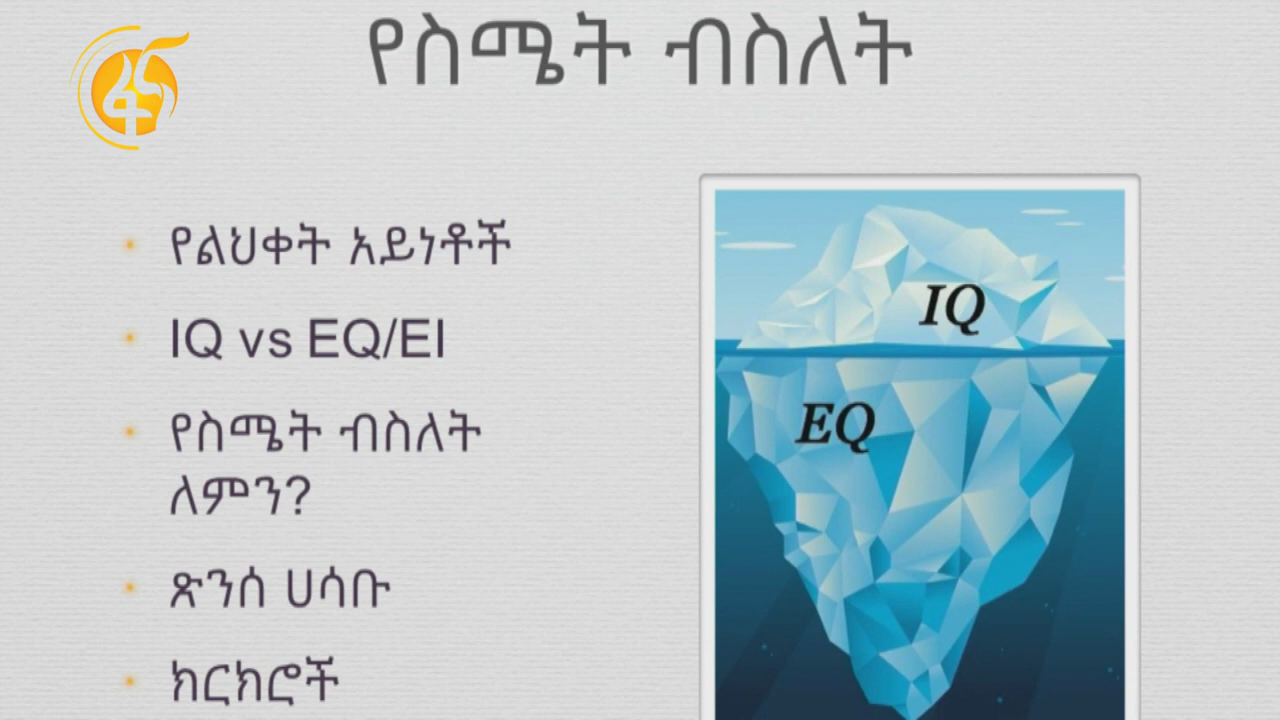 የስሜት ብስለት
የልህቀት አይነቶች
IQ vs EQ/EI
የስሜት ብስለት
ለምን?
ጽንሰ ሀሳቡ
ክርክሮች
IQ
EQ